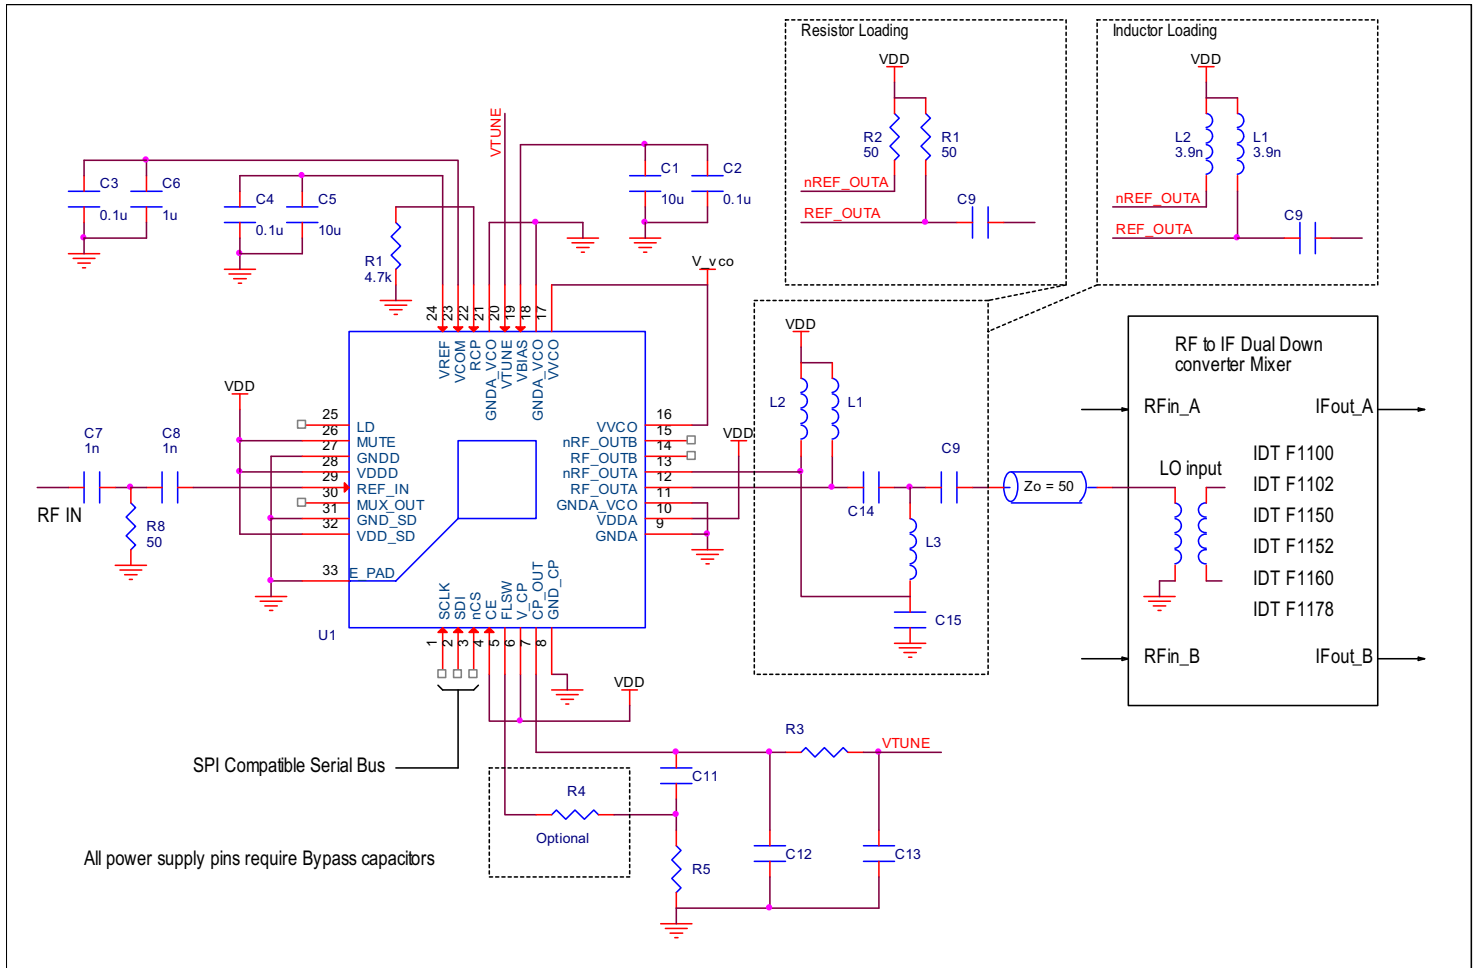 Resistor Loading
VDD
R2
50
R1
50
nREF_OUTA
REF_OUTA
C9
Inductor Loading
VDD
L2
3.9n
L1
3.9n
nREF_OUTA
REF_OUTA
C9
VTUNE
C3
0.1u
C6
1u
C4
0.1u
C5
10u
R1
4.7k
C1
10u
C2
0.1u
V_vco
24
23
22
21
20
19
18
17
VREF
VCOM
RCP
GNDA_VCO
VTUNE
VBIAS
GNDA_VCO
VVCO
VDD
25
LD
26
MUTE
27
GNDD
28
VDDD
29
REF_IN
30
MUX_OUT
31
GND_SD
32
VDD_SD
33
E_PAD
C7
1n
C8
1n
RF IN
R8
50
16
VVCO
15
nRF_OUTB
14
RF_OUTB
13
nRF_OUTA
12
RF_OUTA
11
GNDA_VCO
10
VDDA
9
GNDA
VDD
U1
SCLK
SDI
nCS
CE
FLSW
V_CP
CP_OUT
GND_CP
1
2
3
4
5
6
7
8
VDD
L2
L1
C14
C9
L3
C15
Zo = 50
RF to IF Dual Down
converter Mixer
RFin_A
IFout_A
LO input
IDT F1100
IDT F1102
IDT F1150
IDT F1152
IDT F1160
IDT F1178
RFin_B
IFout_B
VDD
SPI Compatible Serial Bus
R4
Optional
C11
R5
R3
VTUNE
C12
C13
All power supply pins require Bypass capacitors